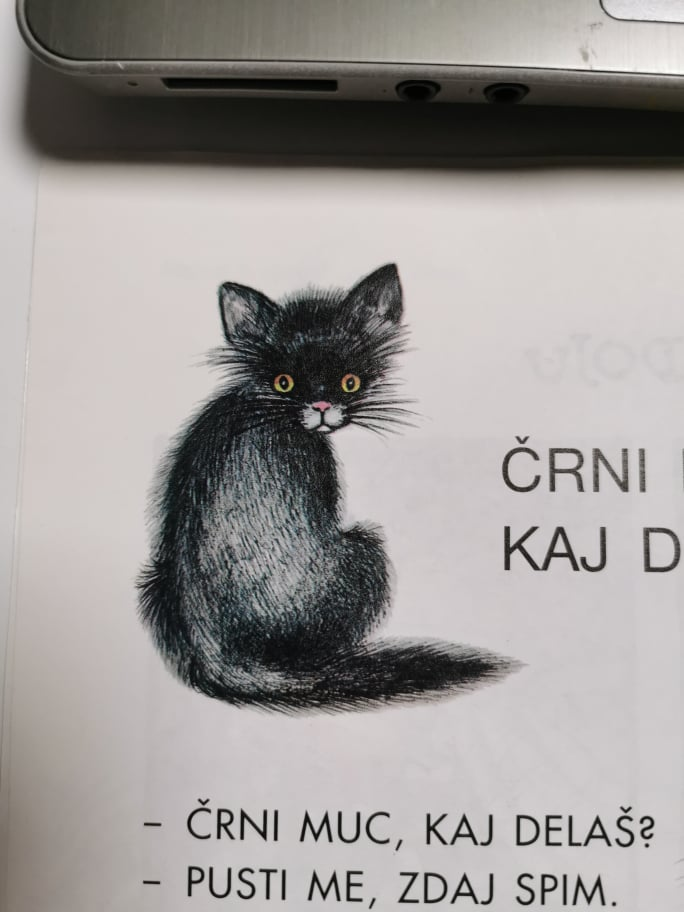 ČRNI
KAJ D
– ČRNI MUC, KAJ DELAŠ?
– PUSTI ME, ZDAJ SPIM.